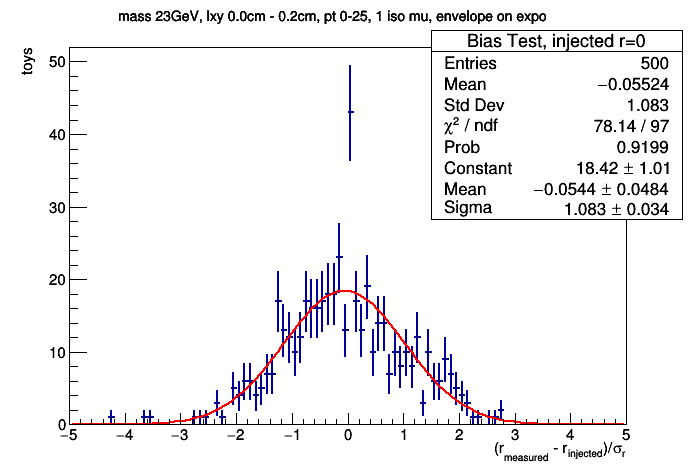 mass 23GeV, lxy 0.0cm - 0.2cm, pt 0-25, 1 iso mu, envelope on expo
Bias Test, injected r=0
Entries 500
Mean −0.05524
Std Dev 1.083
χ² / ndf 78.14 / 97
Prob 0.9199
Constant 18.42 ± 1.01
Mean −0.0544 ± 0.0484
Sigma 1.083 ± 0.034
toys
50
40
30
20
10
0
−5 −4 −3 −2 −1 0 1 2 3 4 5
(r_measured - r_injected)/σ_r